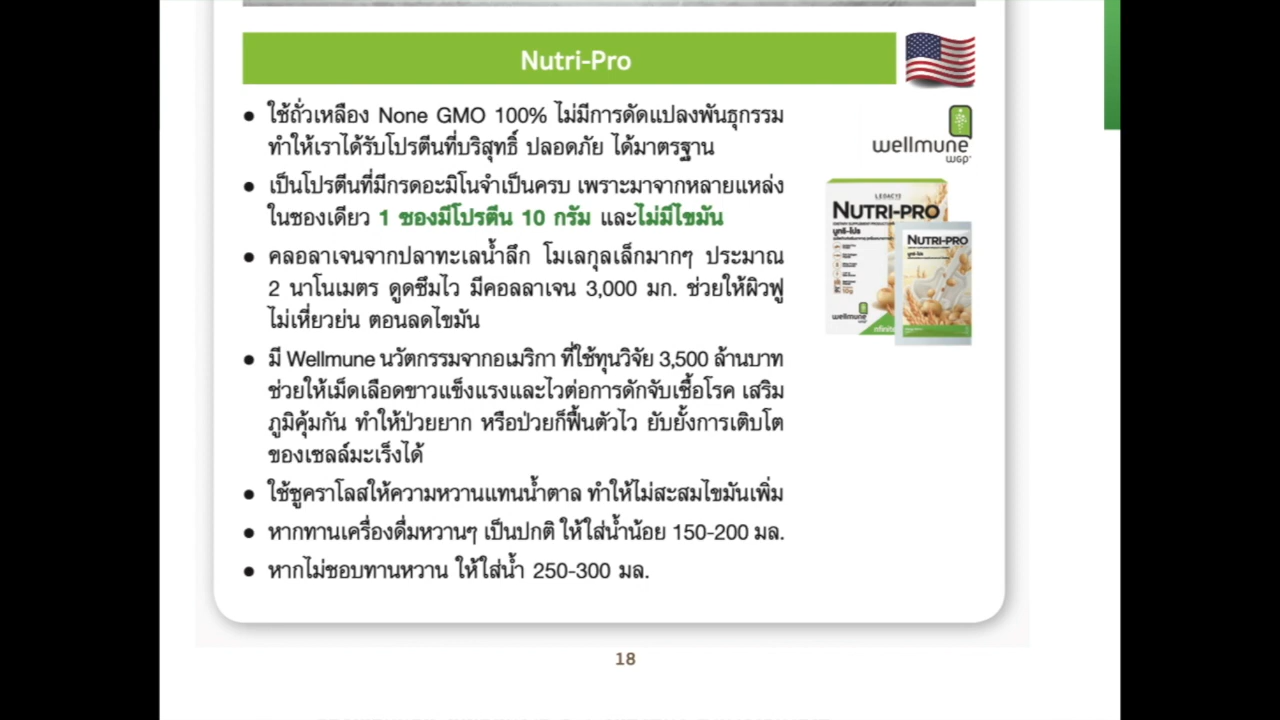 Nutri-Pro
● ใช้ถั่วเหลือง None GMO 100% ไม่มีการดัดแปลงพันธุกรรม
ทำให้เราได้รับโปรตีนที่บริสุทธิ์ ปลอดภัย ได้มาตรฐาน
● เป็นโปรตีนที่มีกรดอะมิโนจำเป็นครบ เพราะมาจากหลายแหล่ง
ในซองเดียว 1 ซองมีโปรตีน 10 กรัม และไม่มีไขมัน
● คลอลาเจนจากปลาทะเลน้ำลึก โมเลกุลเล็กมากๆ ประมาณ
2 นาโนเมตร ดูดซึมไว มีคอลลาเจน 3,000 มก. ช่วยให้ผิวฟู
ไม่เหี่ยวย่น ตอนลดไขมัน
● มี Wellmune นวัตกรรมจากอเมริกา ที่ใช้ทุนวิจัย 3,500 ล้านบาท
ช่วยให้เม็ดเลือดขาวแข็งแรงและไวต่อการดักจับเชื้อโรค เสริม
ภูมิคุ้มกัน ทำให้ป่วยยาก หรือป่วยก็ฟื้นตัวไว ยับยั้งการเติบโต
ของเซลล์มะเร็งได้
● ใช้ซูคราโลสให้ความหวานแทนน้ำตาล ทำให้ไม่สะสมไขมันเพิ่ม
● หากทานเครื่องดื่มหวานๆ เป็นปกติ ให้ใส่น้ำน้อย 150-200 มล.
● หากไม่ชอบทานหวาน ให้ใส่น้ำ 250-300 มล.
wellmune
WGP
LEGACY
NUTRI-PRO
นูทริ-โปร
wellmune
NUTRI-PRO
นูทริ-โปร
18